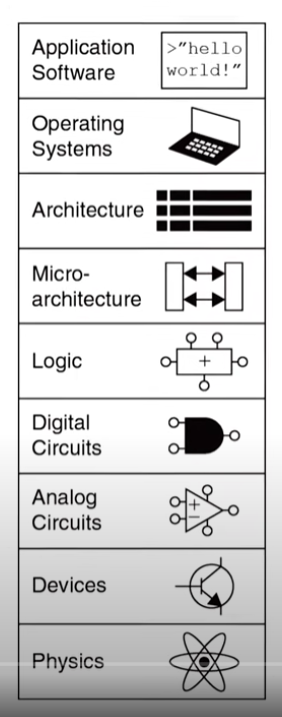 Application
Software
>"hello
world!"
Operating
Systems
Architecture
Micro-
architecture
Logic
+
Digital
Circuits
Analog
Circuits
+
−
Devices
Physics